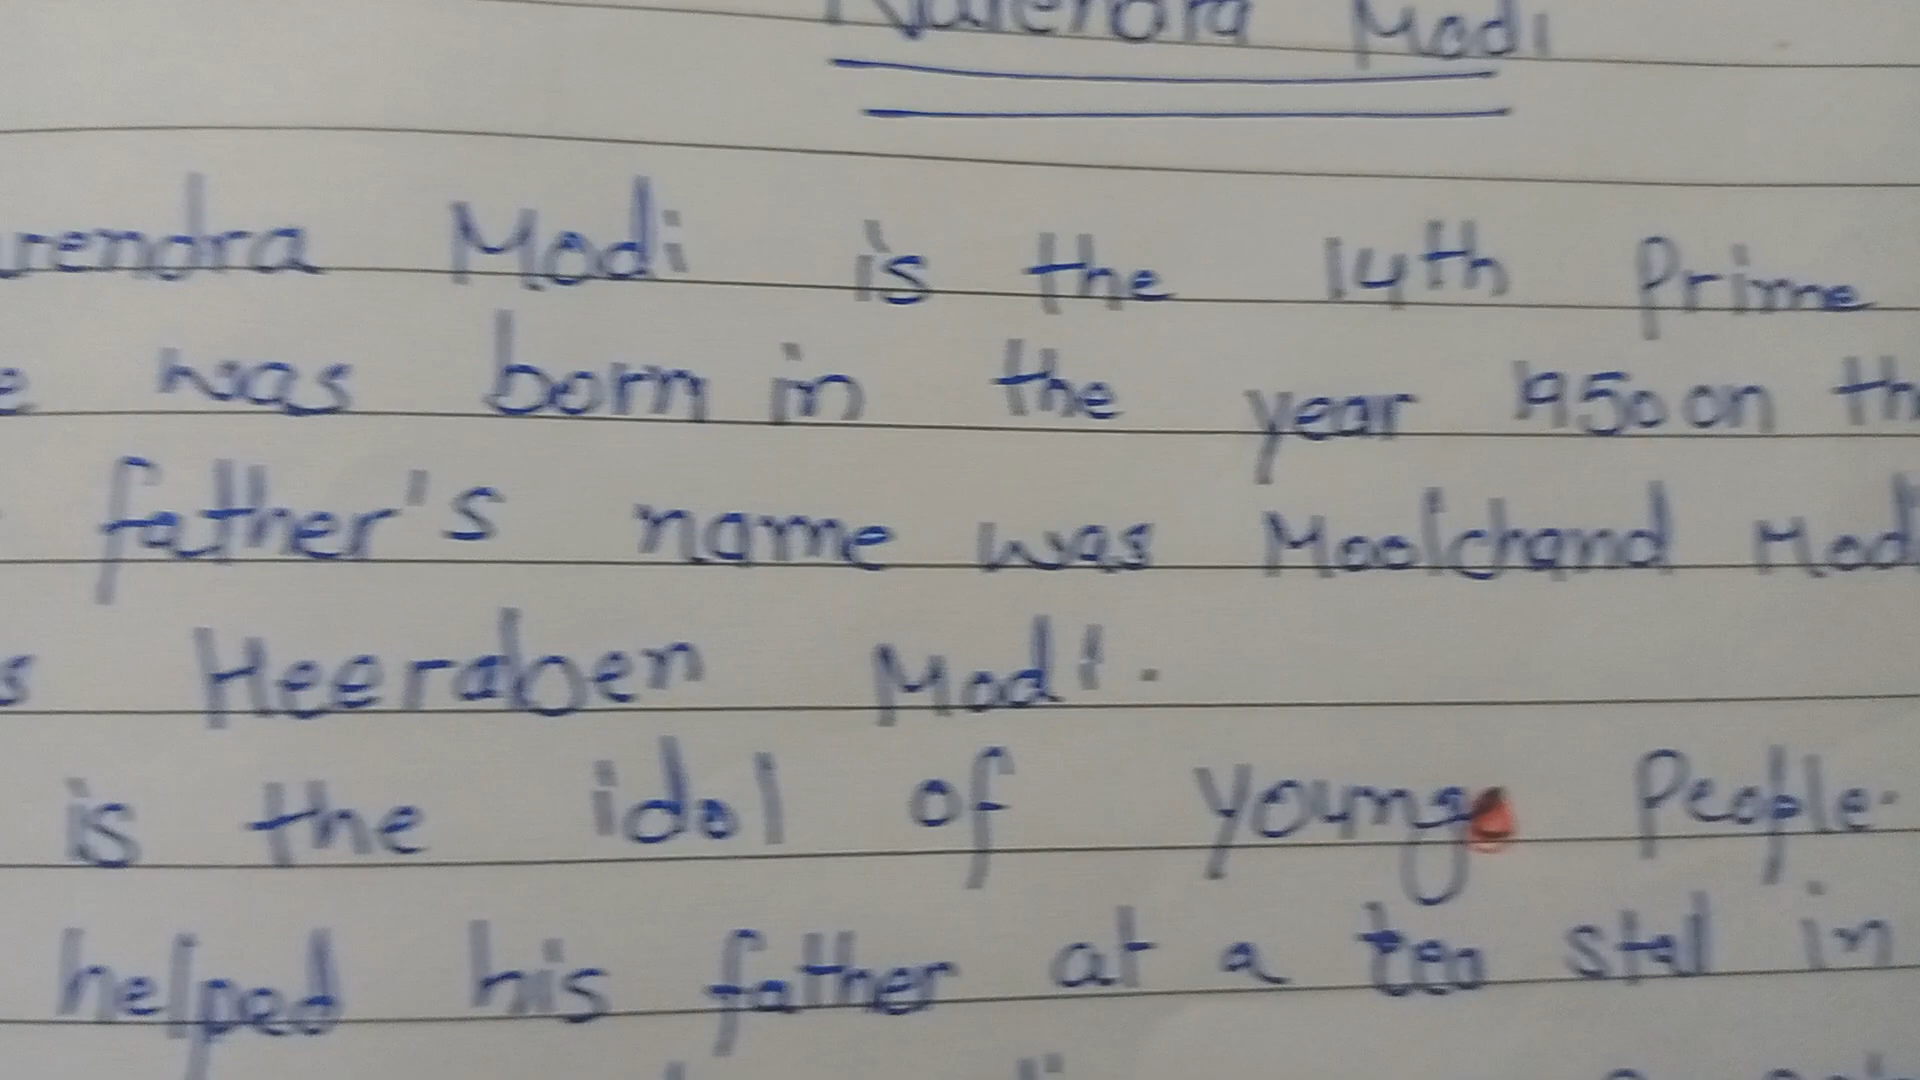 Narendra Modi
rendra Modi is the 14th Prime
e was born in the year 1950 on th
father's name was Moolchand Modi
s Heeraben Modi.
is the idol of young People.
helped his father at a tea stall in